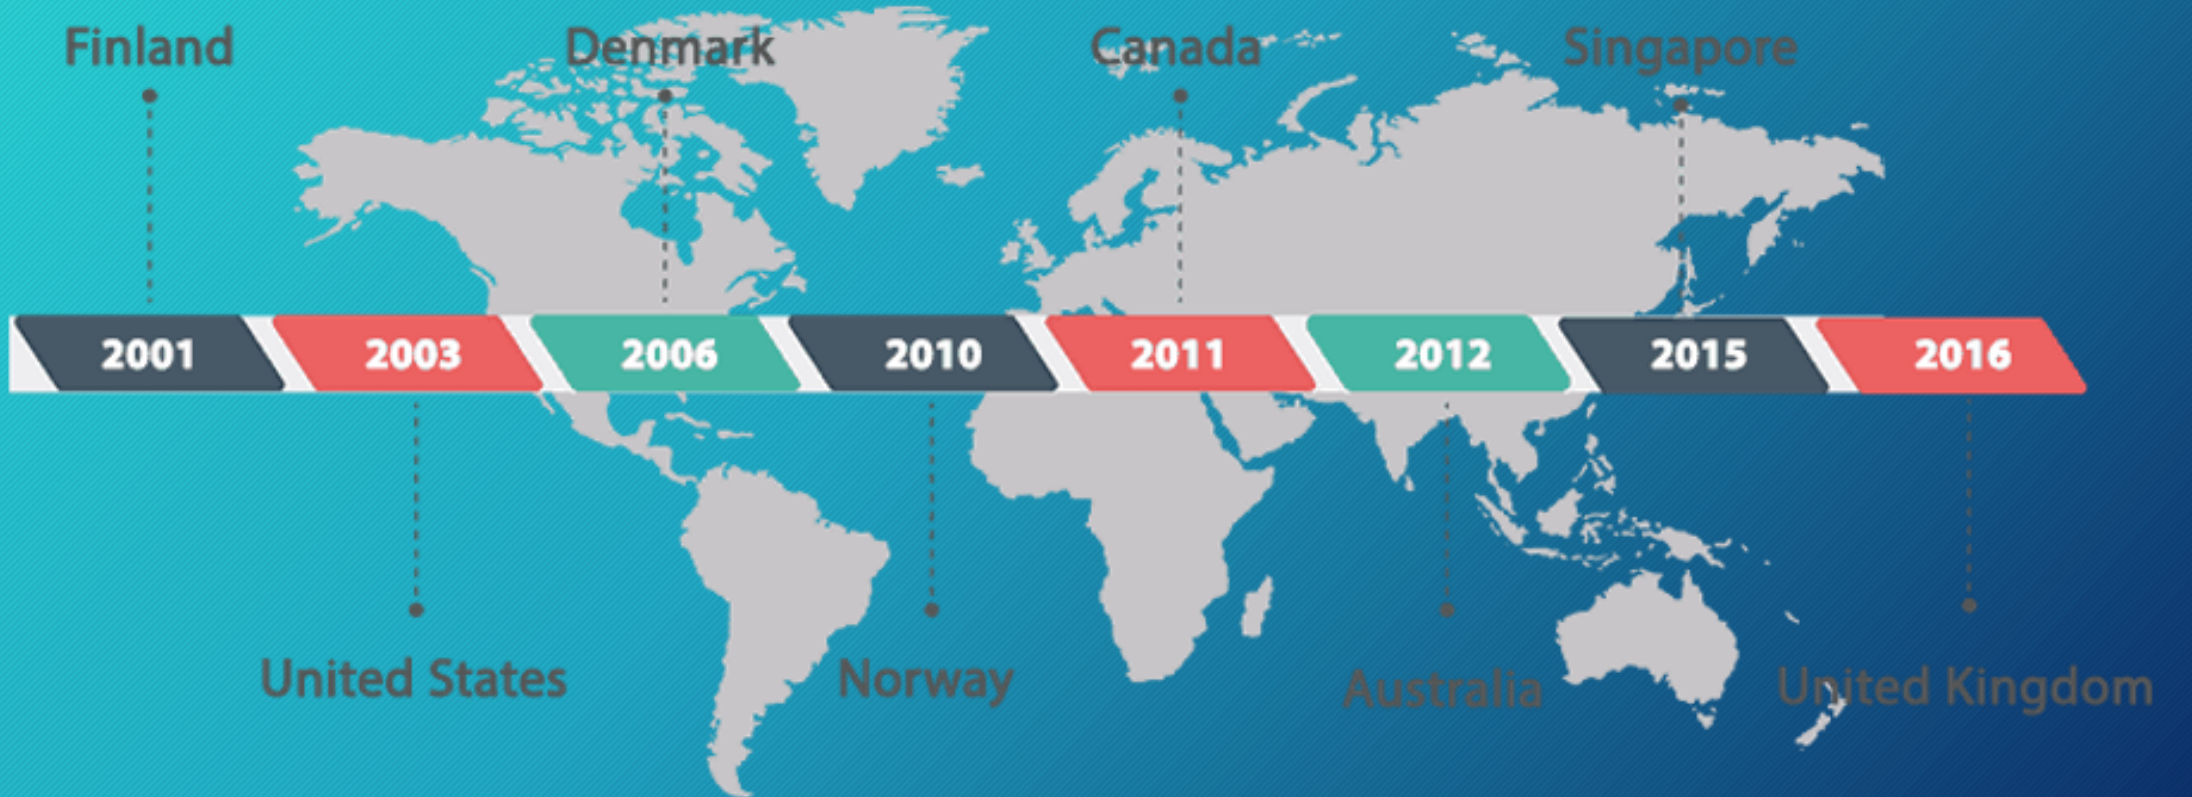 Finland Denmark Canada Singapore
2001 2003 2006 2010 2011 2012 2015 2016
United States Norway Australia United Kingdom